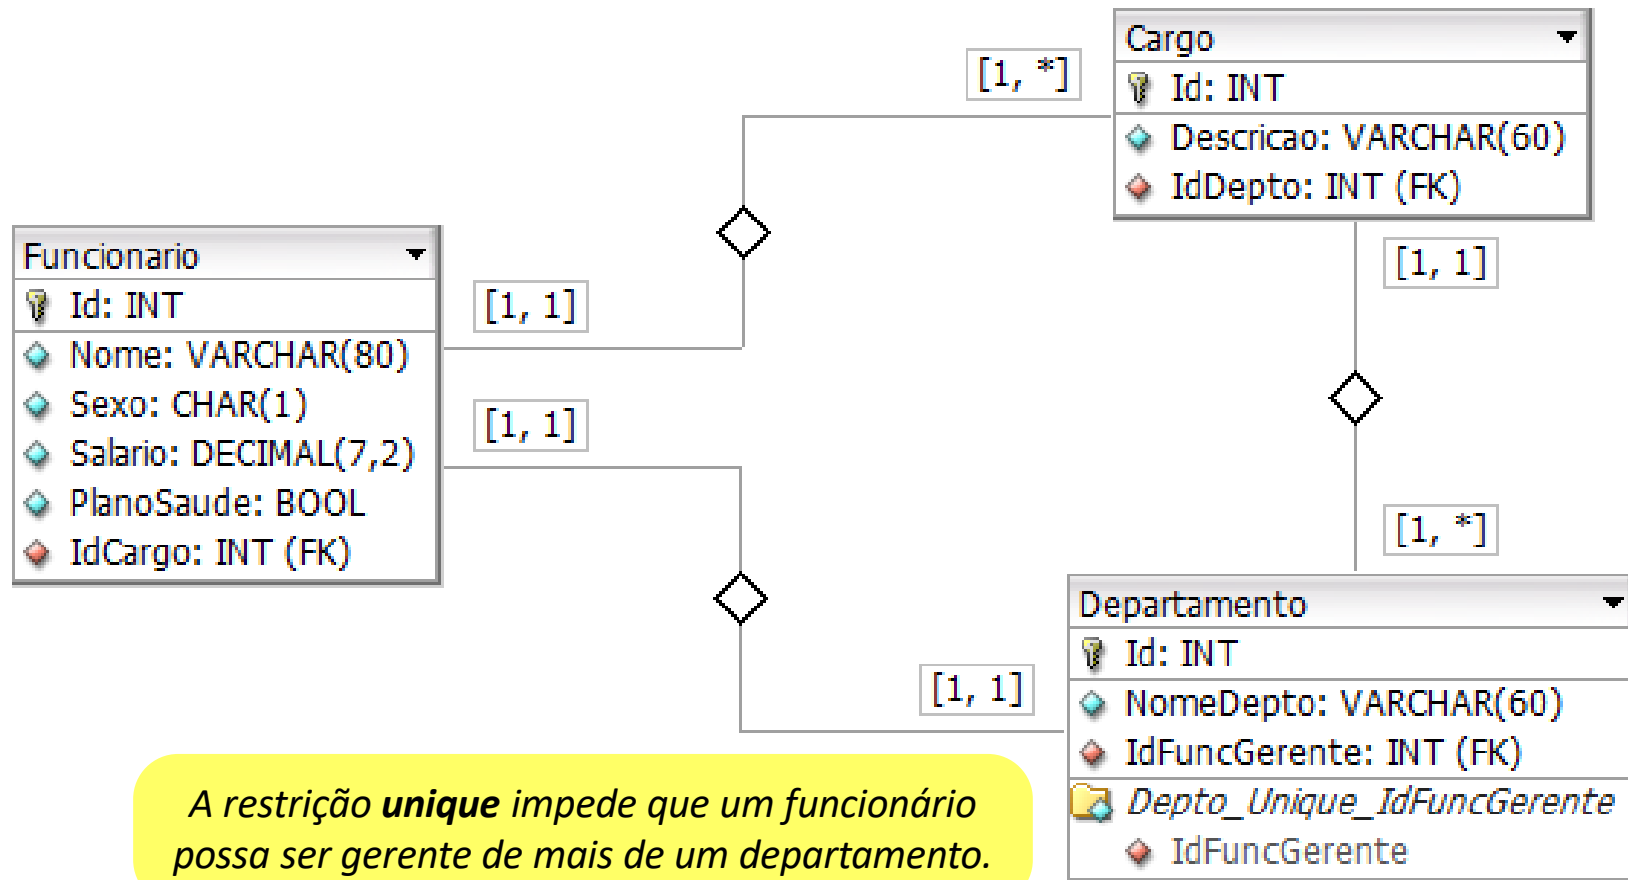 Cargo
Id: INT
Descricao: VARCHAR(60)
IdDepto: INT (FK)
[1, *]
[1, 1]
Funcionario
Id: INT
Nome: VARCHAR(80)
Sexo: CHAR(1)
Salario: DECIMAL(7,2)
PlanoSaude: BOOL
IdCargo: INT (FK)
[1, 1]
[1, 1]
[1, *]
[1, 1]
Departamento
Id: INT
NomeDepto: VARCHAR(60)
IdFuncGerente: INT (FK)
Depto_Unique_IdFuncGerente
IdFuncGerente
A restrição unique impede que um funcionário
possa ser gerente de mais de um departamento.